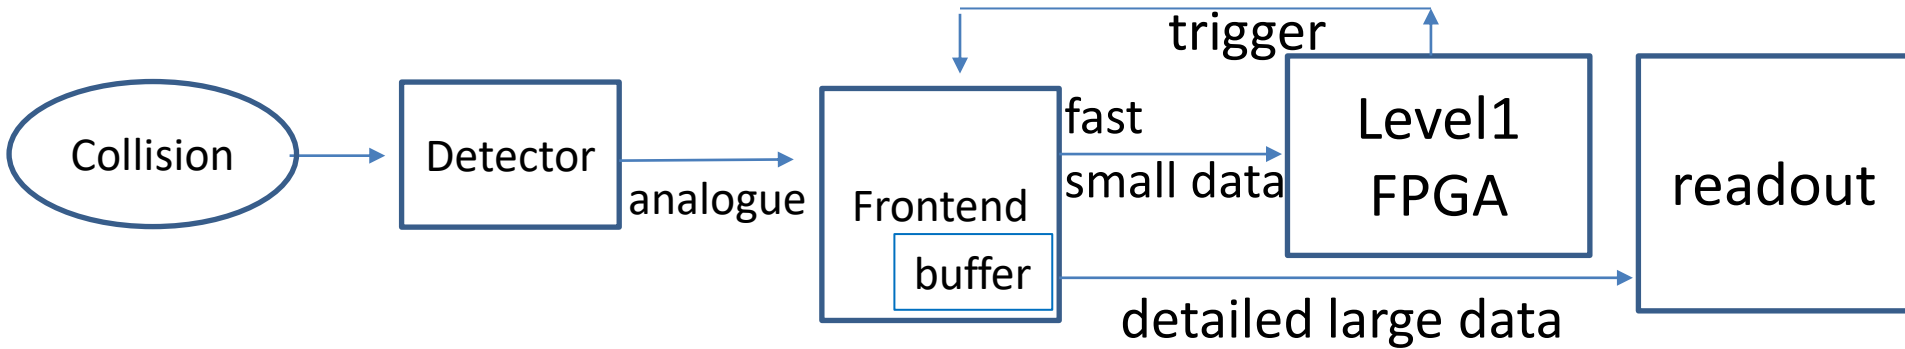 trigger
Collision
Detector
analogue
Frontend
buffer
fast
small data
Level1
FPGA
readout
detailed large data